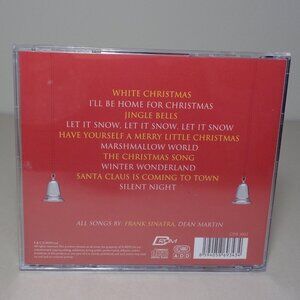 WHITE CHRISTMAS
I'LL BE HOME FOR CHRISTMAS
JINGLE BELLS
LET IT SNOW, LET IT SNOW, LET IT SNOW
HAVE YOURSELF A MERRY LITTLE CHRISTMAS
MARSHMALLOW WORLD
THE CHRISTMAS SONG
WINTER WONDERLAND
SANTA CLAUS IS COMING TO TOWN
SILENT NIGHT
ALL SONGS BY: FRANK SINATRA, DEAN MARTIN